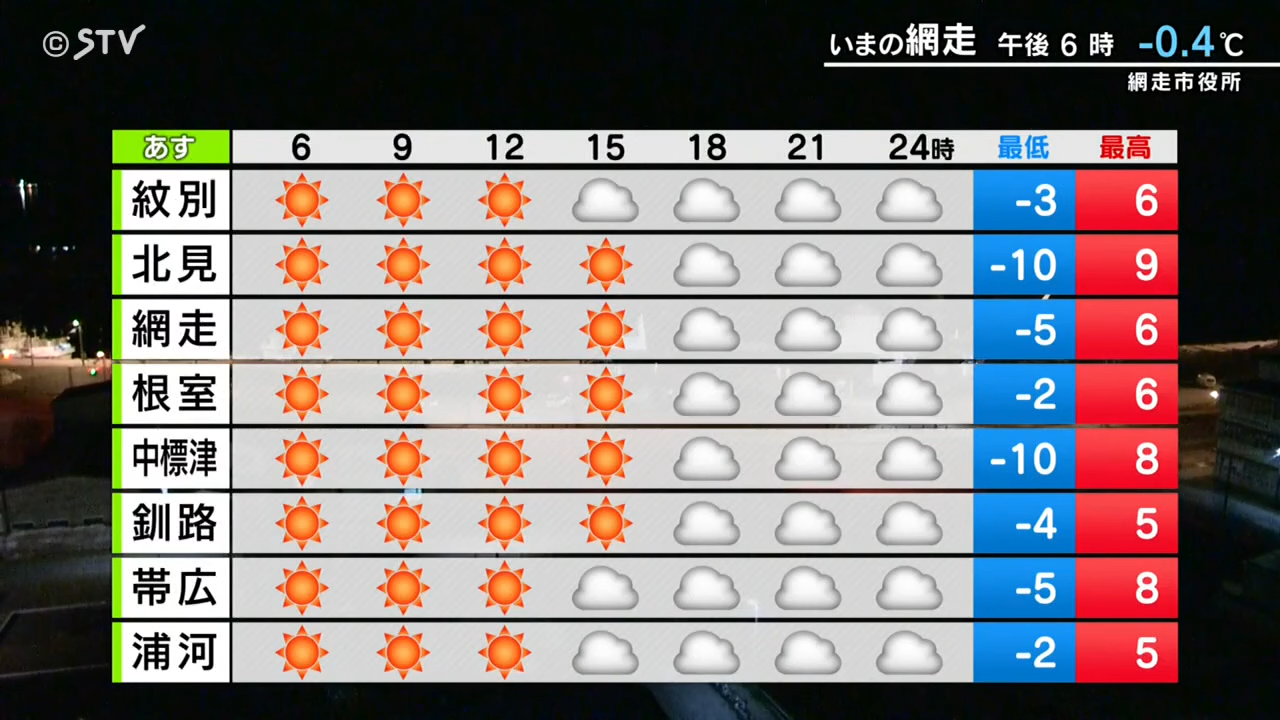 © STV
いまの網走 午後6時 -0.4℃
網走市役所
あす 6 9 12 15 18 21 24時 最低 最高
紋別 -3 6
北見 -10 9
網走 -5 6
根室 -2 6
中標津 -10 8
釧路 -4 5
帯広 -5 8
浦河 -2 5